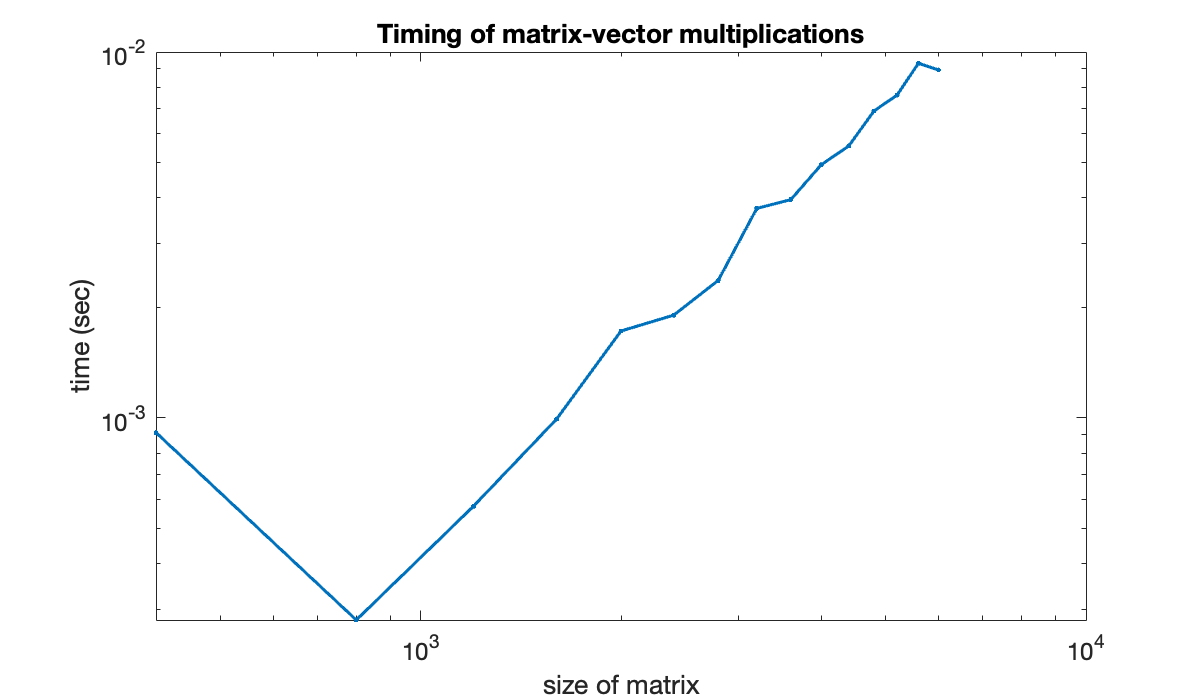 Timing of matrix-vector multiplications
10^-2
10^-3
time (sec)
10^3
10^4
size of matrix